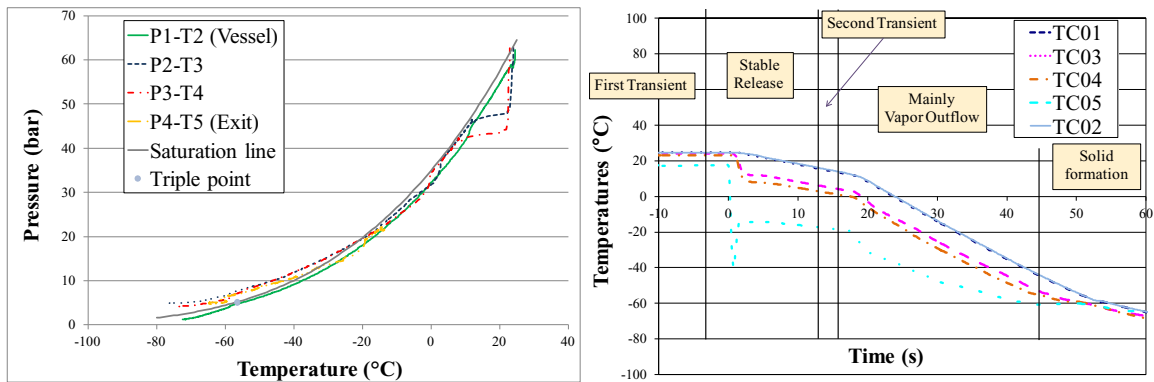 70
60
50
40
30
20
10
0
-100
-80
-60
-40
-20
0
20
40
Pressure (bar)
Temperature (°C)
P1-T2 (Vessel)
P2-T3
P3-T4
P4-T5 (Exit)
Saturation line
Triple point
100
80
60
40
20
0
-20
-40
-60
-80
-100
-10
0
10
20
30
40
50
60
Temperatures (°C)
Time (s)
First Transient
Stable
Release
Second Transient
Mainly
Vapor Outflow
Solid
formation
TC01
TC03
TC04
TC05
TC02